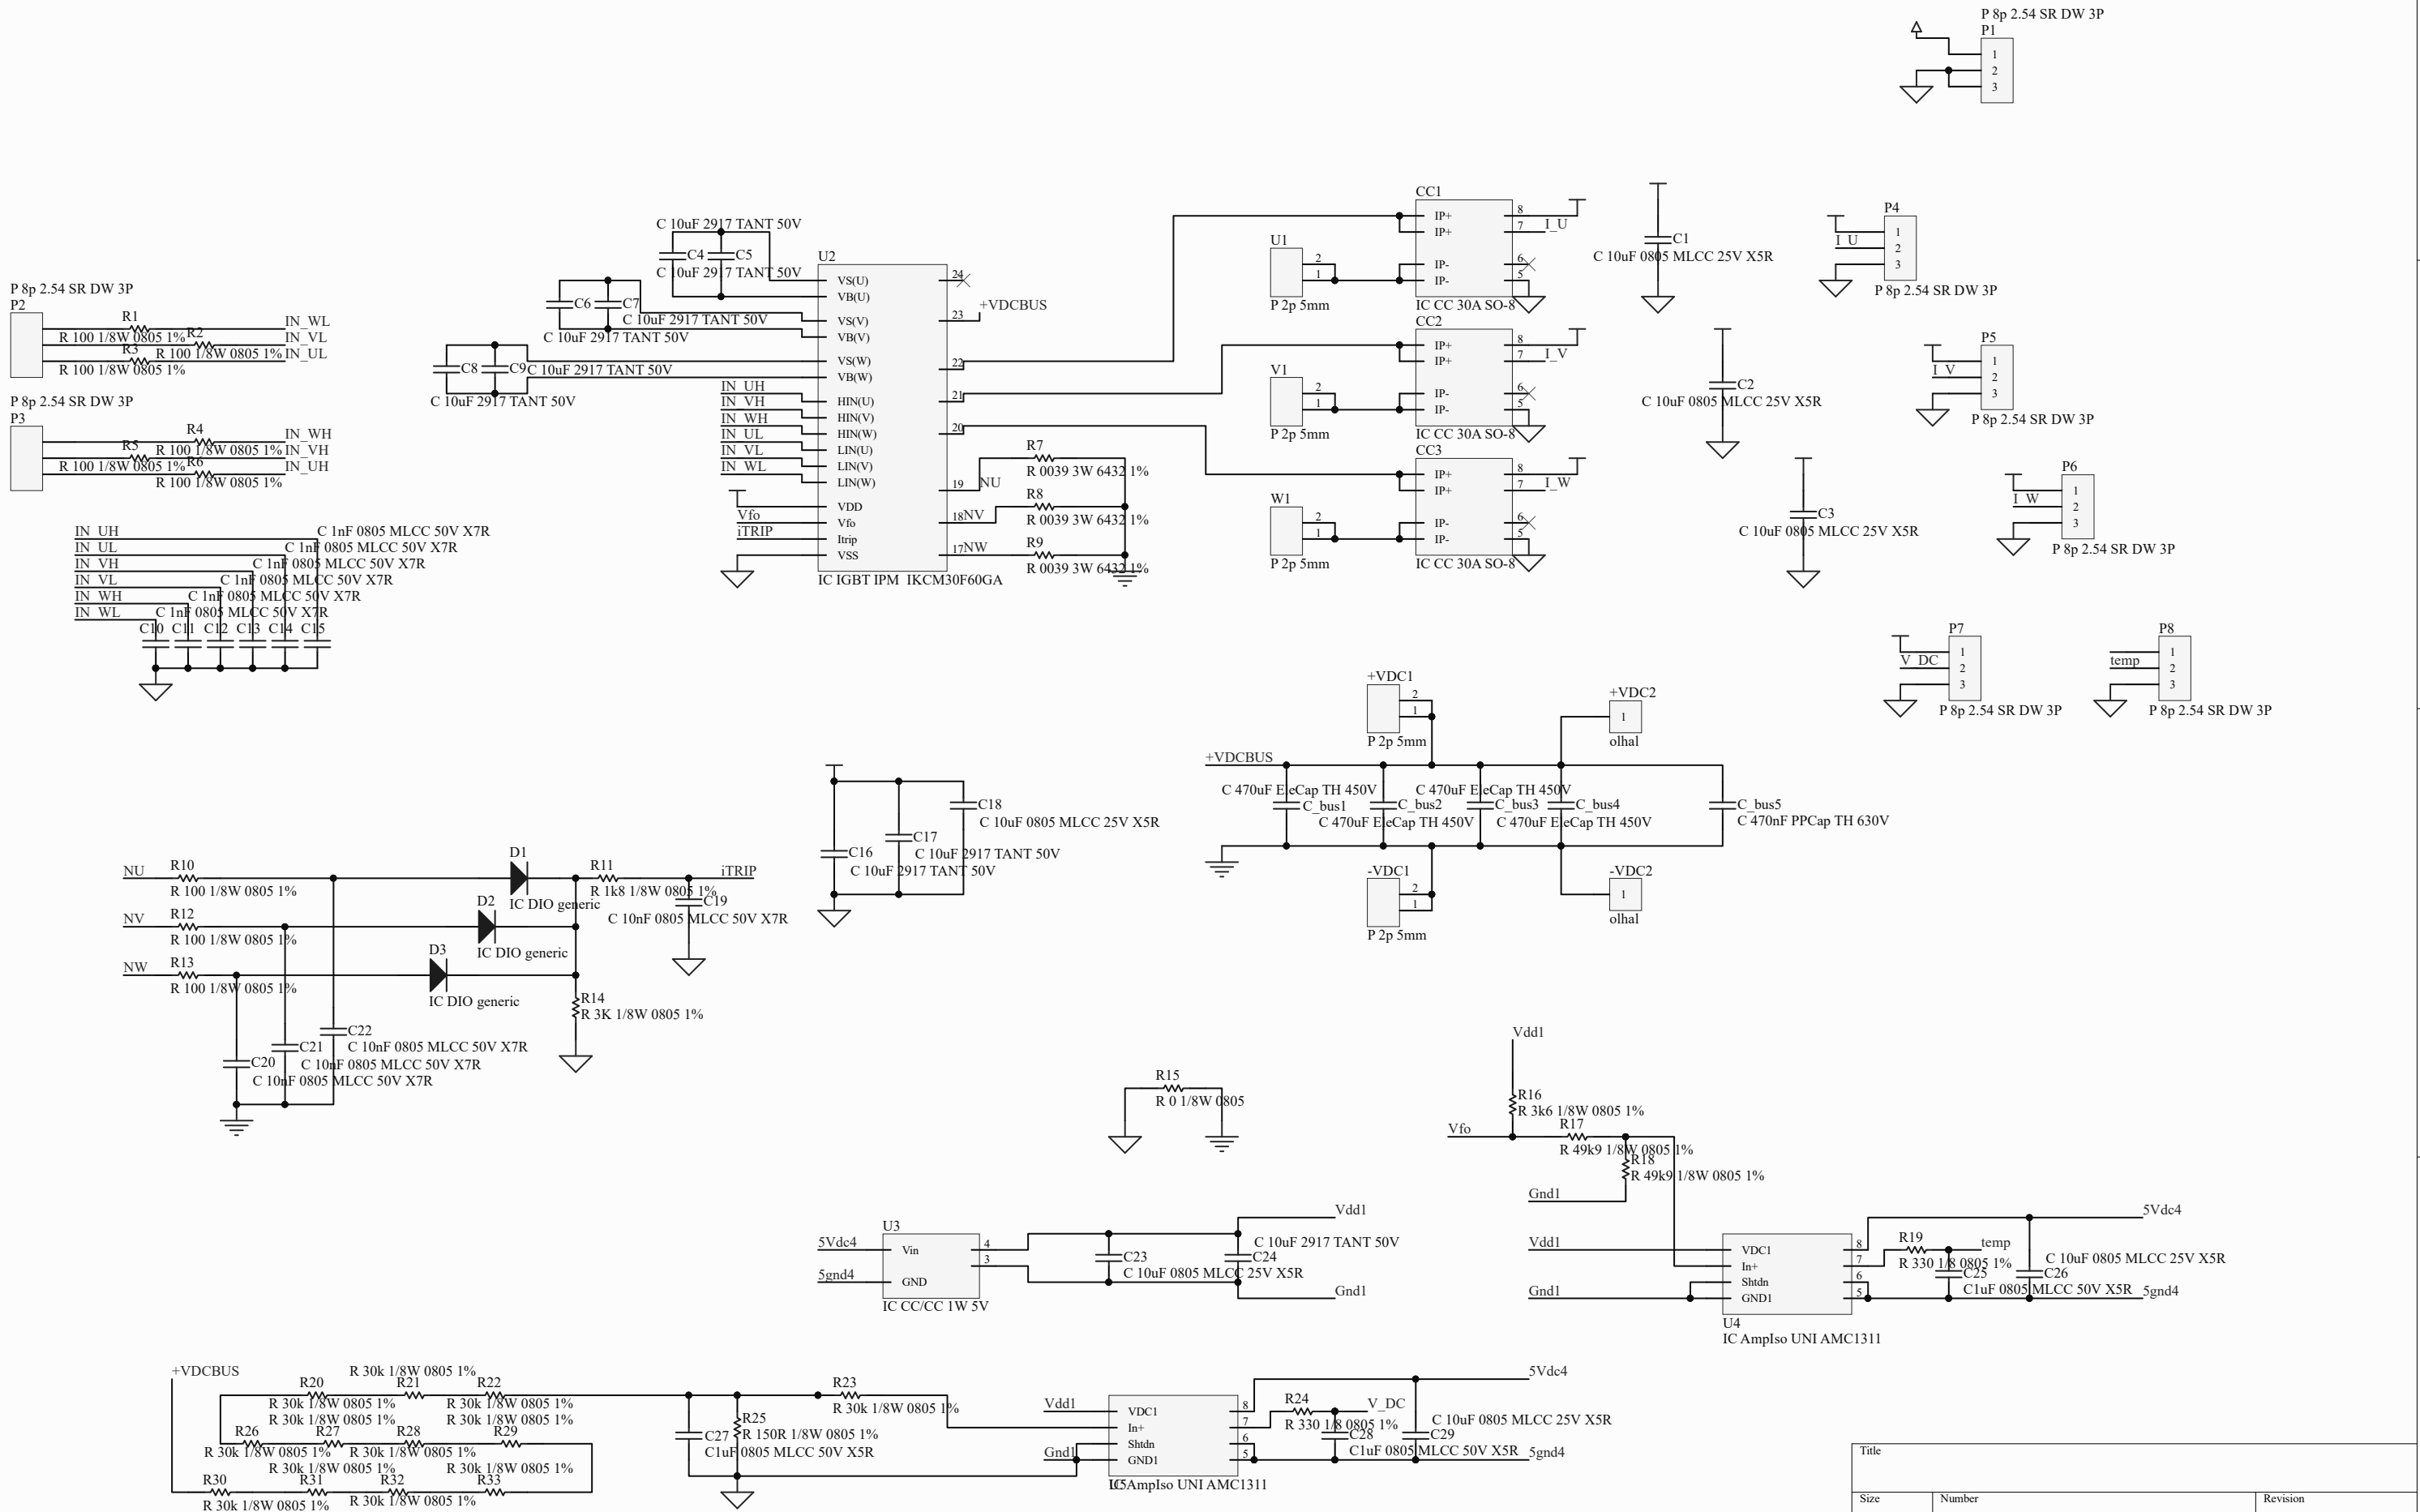 P 8p 2.54 SR DW 3P
P1
1
2
3
P 8p 2.54 SR DW 3P
P2
R1
R 100 1/8W 0805 1%
R2
R 100 1/8W 0805 1%
R3
R 100 1/8W 0805 1%
IN_WL
IN_VL
IN_UL
P 8p 2.54 SR DW 3P
P3
R4
R 100 1/8W 0805 1%
R5
R 100 1/8W 0805 1%
R6
R 100 1/8W 0805 1%
IN_WH
IN_VH
IN_UH
C 10uF 2917 TANT 50V
C4
C5
C 10uF 2917 TANT 50V
C6
C7
C 10uF 2917 TANT 50V
C 10uF 2917 TANT 50V
C8
C9
C 10uF 2917 TANT 50V
C 10uF 2917 TANT 50V
IN_UH
IN_VH
IN_WH
IN_UL
IN_VL
IN_WL
Vfo
iTRIP
U2
VS(U)
VB(U)
VS(V)
VB(V)
VS(W)
VB(W)
HIN(U)
HIN(V)
HIN(W)
LIN(U)
LIN(V)
LIN(W)
VDD
Vfo
Itrip
VSS
24
23
22
21
20
19
18
17
IC IGBT IPM  IKCM30F60GA
+VDCBUS
NU
NV
NW
R7
R 0039 3W 6432 1%
R8
R 0039 3W 6432 1%
R9
R 0039 3W 6432 1%
U1
2
1
P 2p 5mm
V1
2
1
P 2p 5mm
W1
2
1
P 2p 5mm
CC1
IP+
IP+
IP-
IP-
8
7
6
5
I_U
IC CC 30A SO-8
CC2
IP+
IP+
IP-
IP-
8
7
6
5
I_V
IC CC 30A SO-8
CC3
IP+
IP+
IP-
IP-
8
7
6
5
I_W
IC CC 30A SO-8
C1
C 10uF 0805 MLCC 25V X5R
C2
C 10uF 0805 MLCC 25V X5R
C3
C 10uF 0805 MLCC 25V X5R
P4
I_U
1
2
3
P 8p 2.54 SR DW 3P
P5
I_V
1
2
3
P 8p 2.54 SR DW 3P
P6
I_W
1
2
3
P 8p 2.54 SR DW 3P
P7
V_DC
1
2
3
P 8p 2.54 SR DW 3P
P8
temp
1
2
3
P 8p 2.54 SR DW 3P
IN_UH
IN_UL
IN_VH
IN_VL
IN_WH
IN_WL
C 1nF 0805 MLCC 50V X7R
C 1nF 0805 MLCC 50V X7R
C 1nF 0805 MLCC 50V X7R
C 1nF 0805 MLCC 50V X7R
C 1nF 0805 MLCC 50V X7R
C 1nF 0805 MLCC 50V X7R
C10
C11
C12
C13
C14
C15
+VDC1
2
1
P 2p 5mm
+VDC2
1
olhal
+VDCBUS
C 470uF EleCap TH 450V
C_bus1
C_bus2
C 470uF EleCap TH 450V
C 470uF EleCap TH 450V
C_bus3
C_bus4
C 470uF EleCap TH 450V
C_bus5
C 470nF PPCap TH 630V
-VDC1
2
1
P 2p 5mm
-VDC2
1
olhal
C16
C 10uF 2917 TANT 50V
C17
C 10uF 2917 TANT 50V
C18
C 10uF 0805 MLCC 25V X5R
NU
R10
R 100 1/8W 0805 1%
NV
R12
R 100 1/8W 0805 1%
NW
R13
R 100 1/8W 0805 1%
D1
IC DIO generic
D2
IC DIO generic
D3
IC DIO generic
R11
R 1k8 1/8W 0805 1%
iTRIP
C19
C 10nF 0805 MLCC 50V X7R
R14
R 3K 1/8W 0805 1%
C22
C 10nF 0805 MLCC 50V X7R
C21
C 10nF 0805 MLCC 50V X7R
C20
C 10nF 0805 MLCC 50V X7R
R15
R 0 1/8W 0805
Vdd1
R16
R 3k6 1/8W 0805 1%
Vfo
R17
R 49k9 1/8W 0805 1%
R18
R 49k9 1/8W 0805 1%
Gnd1
U3
5Vdc4
5gnd4
Vin
GND
4
3
IC CC/CC 1W 5V
C23
C 10uF 0805 MLCC 25V X5R
C24
C 10uF 2917 TANT 50V
Vdd1
Gnd1
Vdd1
Gnd1
VDC1
In+
Shtdn
GND1
8
7
6
5
U4
IC AmpIso UNI AMC1311
R19
R 330 1/8 0805 1%
temp
C25
C1uF 0805 MLCC 50V X5R
C26
C 10uF 0805 MLCC 25V X5R
5Vdc4
5gnd4
+VDCBUS
R 30k 1/8W 0805 1%
R20
R21
R22
R 30k 1/8W 0805 1%
R 30k 1/8W 0805 1%
R 30k 1/8W 0805 1%
R 30k 1/8W 0805 1%
R26
R27
R28
R29
R 30k 1/8W 0805 1%
R 30k 1/8W 0805 1%
R 30k 1/8W 0805 1%
R 30k 1/8W 0805 1%
R30
R31
R32
R33
R 30k 1/8W 0805 1%
R 30k 1/8W 0805 1%
R23
R 30k 1/8W 0805 1%
R25
R 150R 1/8W 0805 1%
C27
C1uF 0805 MLCC 50V X5R
Vdd1
Gnd1
VDC1
In+
Shtdn
GND1
8
7
6
5
U5
IC AmpIso UNI AMC1311
R24
R 330 1/8 0805 1%
V_DC
C28
C1uF 0805 MLCC 50V X5R
C29
C 10uF 0805 MLCC 25V X5R
5Vdc4
5gnd4
Title
Size
Number
Revision